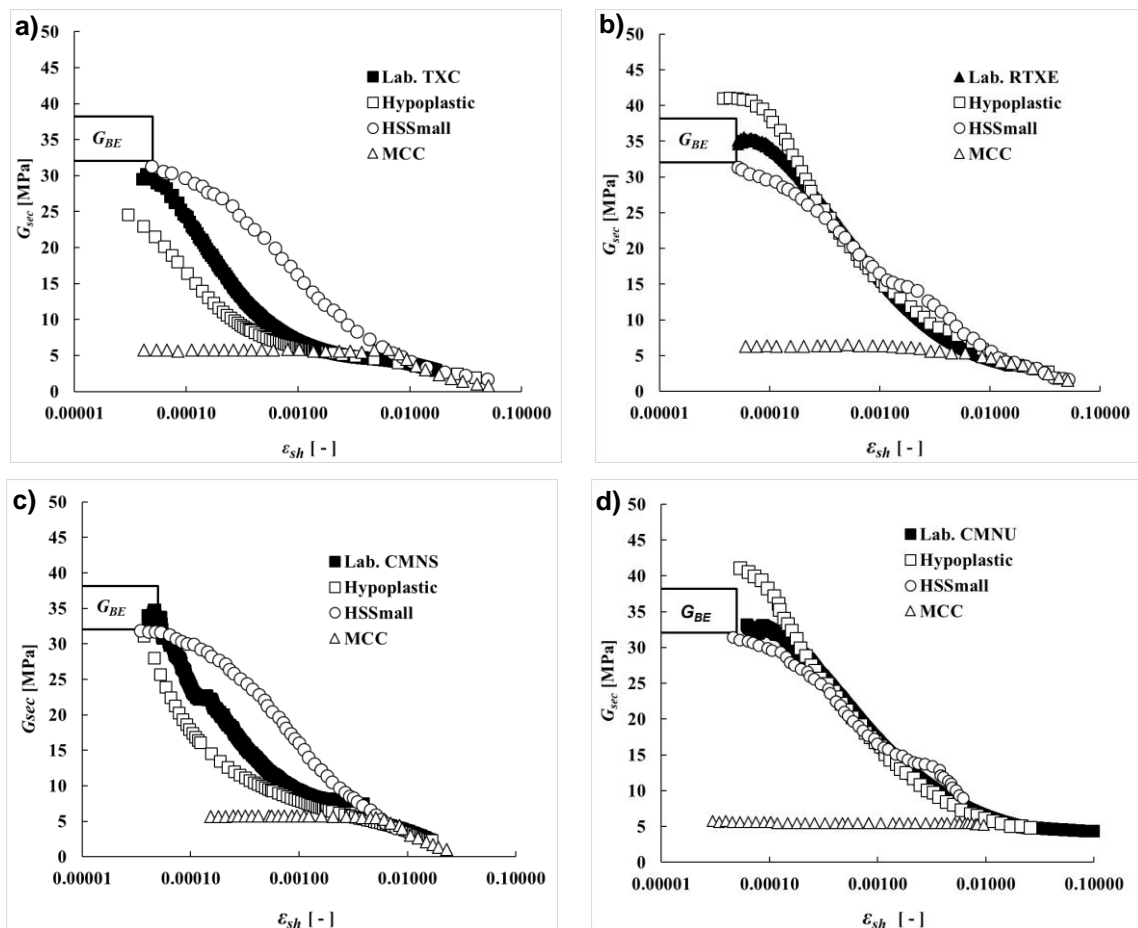 a)
50
45
40
35
30
25
20
15
10
5
0
G_sec [MPa]
G_BE
Lab. TXC
Hypoplastic
HSSmall
MCC
0.00001 0.00010 0.00100 0.01000 0.10000
ε_sh [ - ]
b)
50
45
40
35
30
25
20
15
10
5
0
G_sec [MPa]
G_BE
Lab. RTXE
Hypoplastic
HSSmall
MCC
0.00001 0.00010 0.00100 0.01000 0.10000
ε_sh [ - ]
c)
50
45
40
35
30
25
20
15
10
5
0
Gsec [MPa]
G_BE
Lab. CMNS
Hypoplastic
HSSmall
MCC
0.00001 0.00010 0.00100 0.01000 0.10000
ε_sh [ - ]
d)
50
45
40
35
30
25
20
15
10
5
0
G_sec [MPa]
G_BE
Lab. CMNU
Hypoplastic
HSSmall
MCC
0.00001 0.00010 0.00100 0.01000 0.10000
ε_sh [ - ]